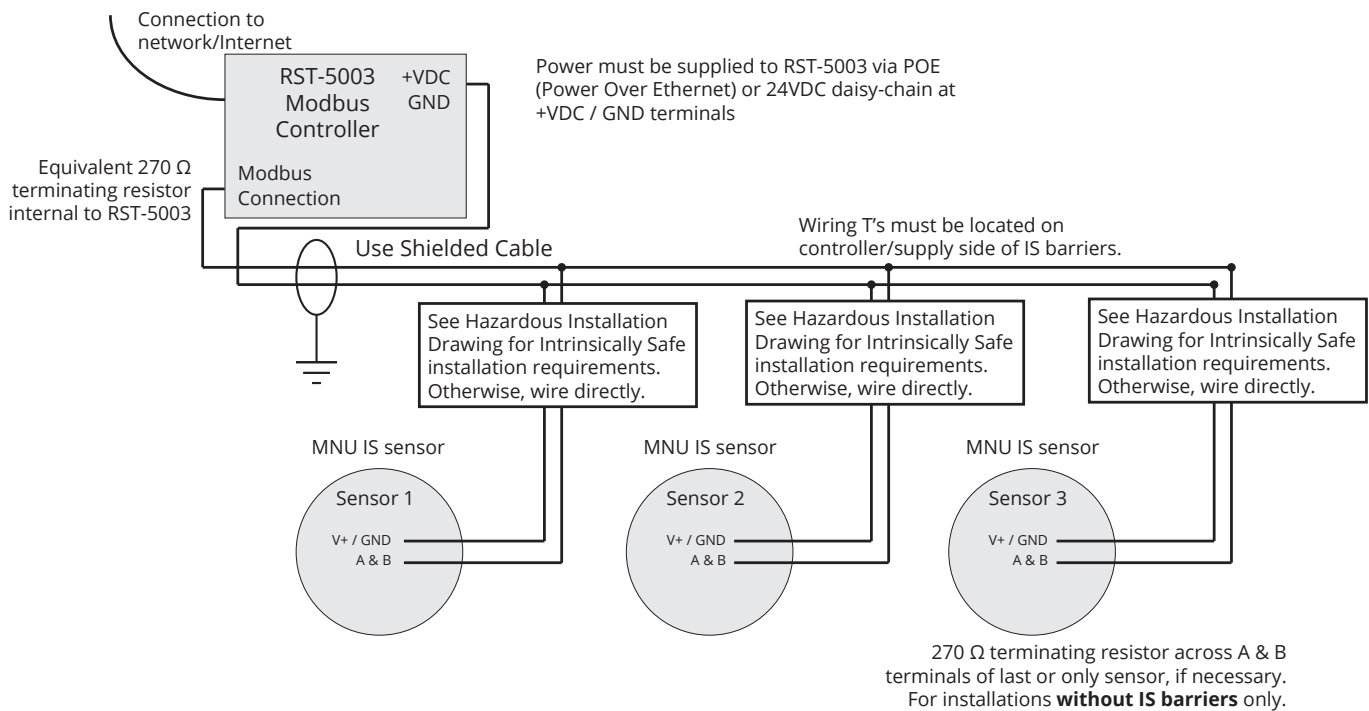 Connection to
network/Internet
RST-5003
Modbus
Controller
+VDC
GND
Power must be supplied to RST-5003 via POE
(Power Over Ethernet) or 24VDC daisy-chain at
+VDC / GND terminals
Equivalent 270 Ω
terminating resistor
internal to RST-5003
Modbus
Connection
Use Shielded Cable
Wiring T's must be located on
controller/supply side of IS barriers.
See Hazardous Installation
Drawing for Intrinsically Safe
installation requirements.
Otherwise, wire directly.
See Hazardous Installation
Drawing for Intrinsically Safe
installation requirements.
Otherwise, wire directly.
See Hazardous Installation
Drawing for Intrinsically Safe
installation requirements.
Otherwise, wire directly.
MNU IS sensor
Sensor 1
V+ / GND
A & B
MNU IS sensor
Sensor 2
V+ / GND
A & B
MNU IS sensor
Sensor 3
V+ / GND
A & B
270 Ω terminating resistor across A & B
terminals of last or only sensor, if necessary.
For installations without IS barriers only.